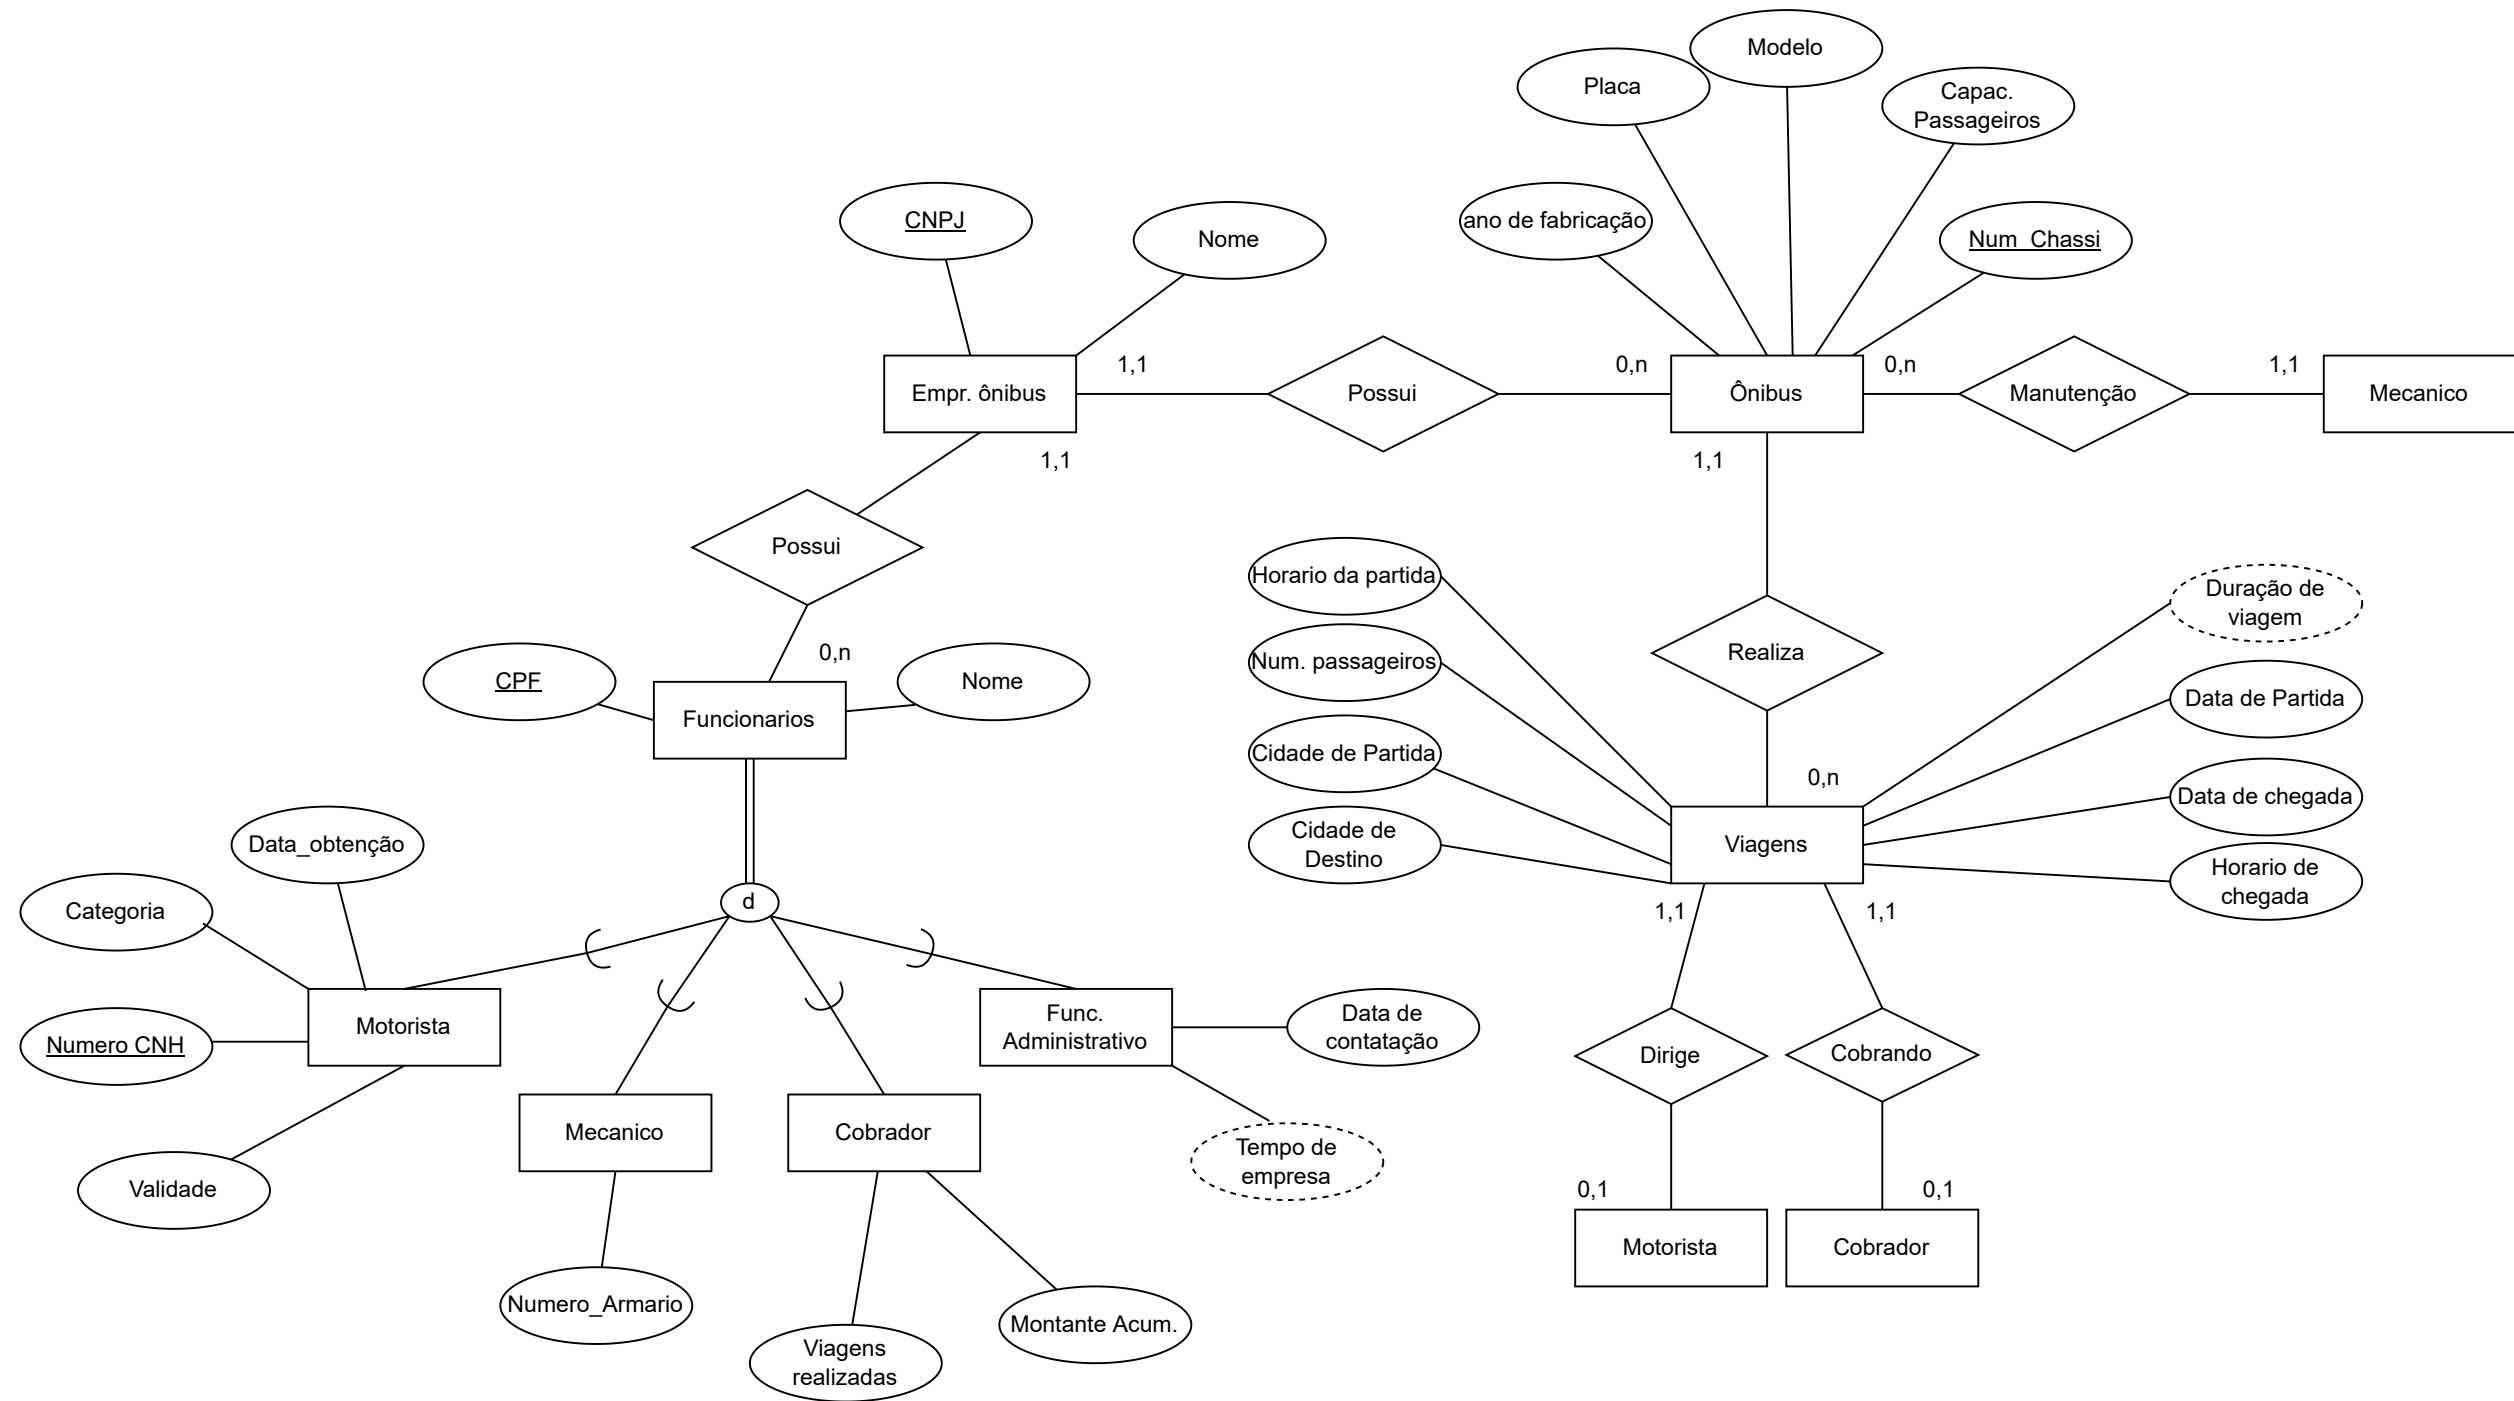 Modelo
Placa
Capac.
Passageiros
CNPJ
Nome
ano de fabricação
Num_Chassi
1,1
0,n
0,n
1,1
Empr. ônibus
Possui
Ônibus
Manutenção
Mecanico
1,1
1,1
Possui
Horario da partida
Duração de
viagem
0,n
Realiza
Num. passageiros
CPF
Nome
Funcionarios
Data de Partida
Cidade de Partida
0,n
Data de chegada
Data_obtenção
Cidade de
Destino
Viagens
Horario de
chegada
Categoria
d
1,1
1,1
Motorista
Numero CNH
Func.
Administrativo
Data de
contatação
Dirige
Cobrando
Mecanico
Cobrador
Tempo de
empresa
Validade
0,1
0,1
Motorista
Cobrador
Numero_Armario
Montante Acum.
Viagens
realizadas